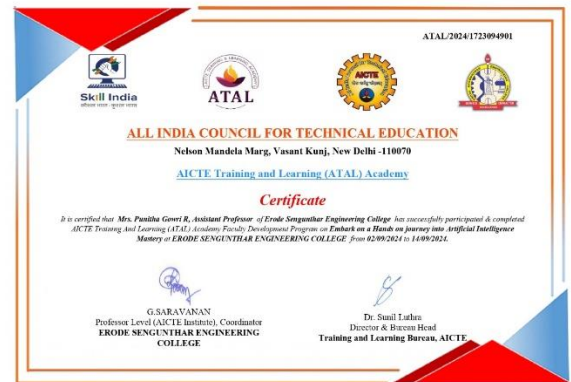 ATAL/2024/1723094901
Skill India
कौशल भारत - कुशल भारत
ATAL
AICTE
ALL INDIA COUNCIL FOR TECHNICAL EDUCATION
Nelson Mandela Marg, Vasant Kunj, New Delhi -110070
AICTE Training and Learning (ATAL) Academy
Certificate
It is certified that Mrs. Punitha Gowri R, Assistant Professor of Erode Sengunthar Engineering College has successfully participated & completed
AICTE Training And Learning (ATAL) Academy Faculty Development Program on Embark on a Hands on journey into Artificial Intelligence
Mastery at ERODE SENGUNTHAR ENGINEERING COLLEGE from 02/09/2024 to 14/09/2024.
G.SARAVANAN
Professor Level (AICTE Institute), Coordinator
ERODE SENGUNTHAR ENGINEERING
COLLEGE
Dr. Sunil Luthra
Director & Bureau Head
Training and Learning Bureau, AICTE